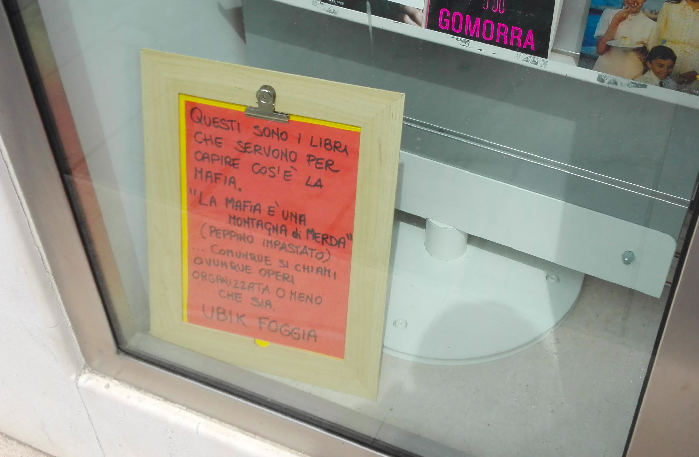 GOMORRA
QUESTI SONO I LIBRI
CHE SERVONO PER
CAPIRE COS'È LA
MAFIA.
"LA MAFIA È UNA
MONTAGNA di MERDA"
(PEPPINO IMPASTATO)
... COMUNQUE SI CHIAMI
OVUNQUE OPERI
ORGANIZZATA O MENO
CHE SIA.
UBIK FOGGIA